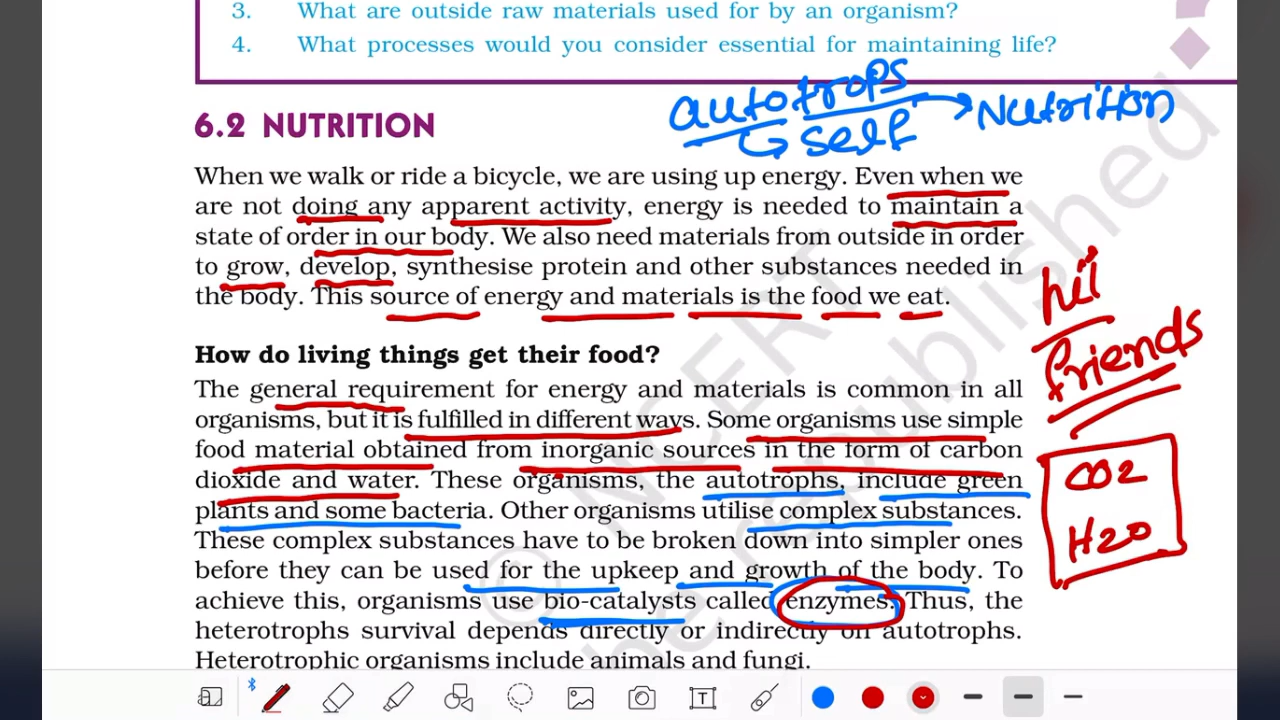 3. What are outside raw materials used for by an organism?
4. What processes would you consider essential for maintaining life?
autotrops
self → Nutrition
6.2 NUTRITION
When we walk or ride a bicycle, we are using up energy. Even when we
are not doing any apparent activity, energy is needed to maintain a
state of order in our body. We also need materials from outside in order
to grow, develop, synthesise protein and other substances needed in
the body. This source of energy and materials is the food we eat.
hii
friends
How do living things get their food?
The general requirement for energy and materials is common in all
organisms, but it is fulfilled in different ways. Some organisms use simple
food material obtained from inorganic sources in the form of carbon
dioxide and water. These organisms, the autotrophs, include green
plants and some bacteria. Other organisms utilise complex substances.
These complex substances have to be broken down into simpler ones
before they can be used for the upkeep and growth of the body. To
achieve this, organisms use bio-catalysts called enzymes. Thus, the
heterotrophs survival depends directly or indirectly on autotrophs.
Heterotrophic organisms include animals and fungi.
CO2
H2O
© NCERT
be republished
a
T